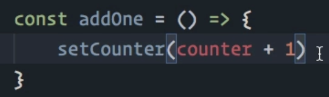 const addOne = () => {
setCounter(counter + 1)
}